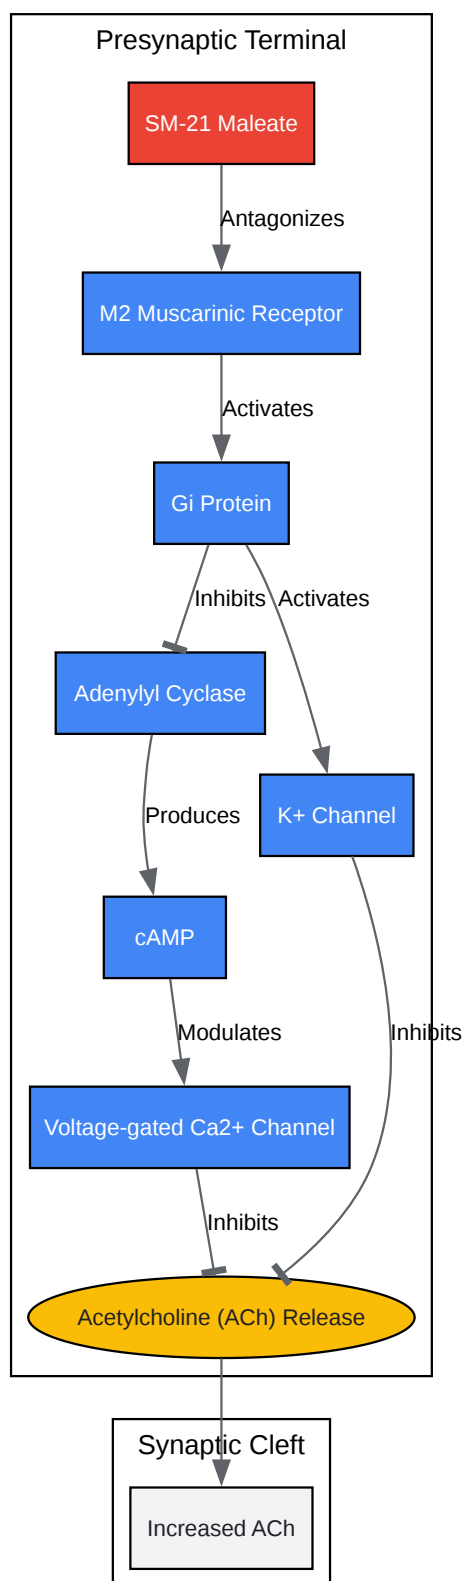 Presynaptic Terminal
SM-21 Maleate
Antagonizes
M2 Muscarinic Receptor
Activates
Gi Protein
Inhibits
Activates
Adenylyl Cyclase
K+ Channel
Produces
cAMP
Modulates
Inhibits
Voltage-gated Ca2+ Channel
Inhibits
Acetylcholine (ACh) Release
Synaptic Cleft
Increased ACh